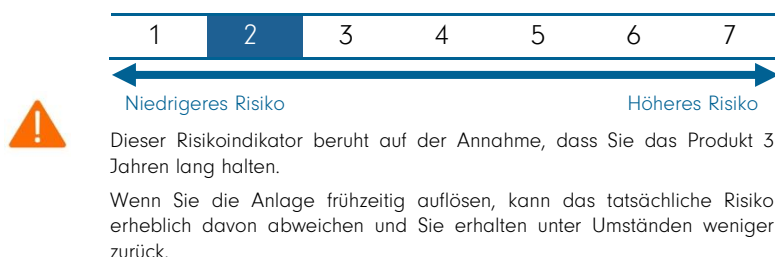 1 2 3 4 5 6 7
Niedrigeres Risiko Höheres Risiko
Dieser Risikoindikator beruht auf der Annahme, dass Sie das Produkt 3
Jahren lang halten.
Wenn Sie die Anlage frühzeitig auflösen, kann das tatsächliche Risiko
erheblich davon abweichen und Sie erhalten unter Umständen weniger
zurück.